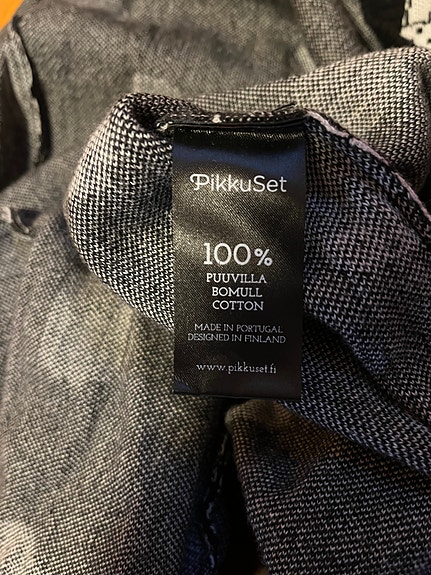 PikkuSet
100%
PUUVILLA
BOMULL
COTTON
MADE IN PORTUGAL
DESIGNED IN FINLAND
www.pikkuset.fi